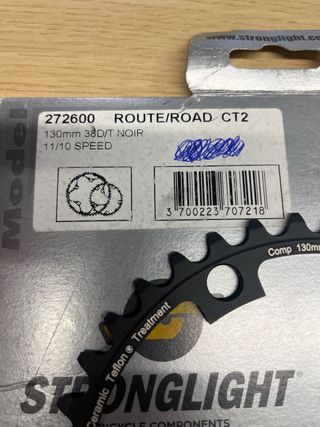 www.stronglight.com
272600 ROUTE/ROAD CT2
130mm 38D/T NOIR
11/10 SPEED
Model
3 700223 707218
Comp 130mm
Ceramic Teflon® Treatment
STRONGLIGHT
BICYCLE COMPONENTS